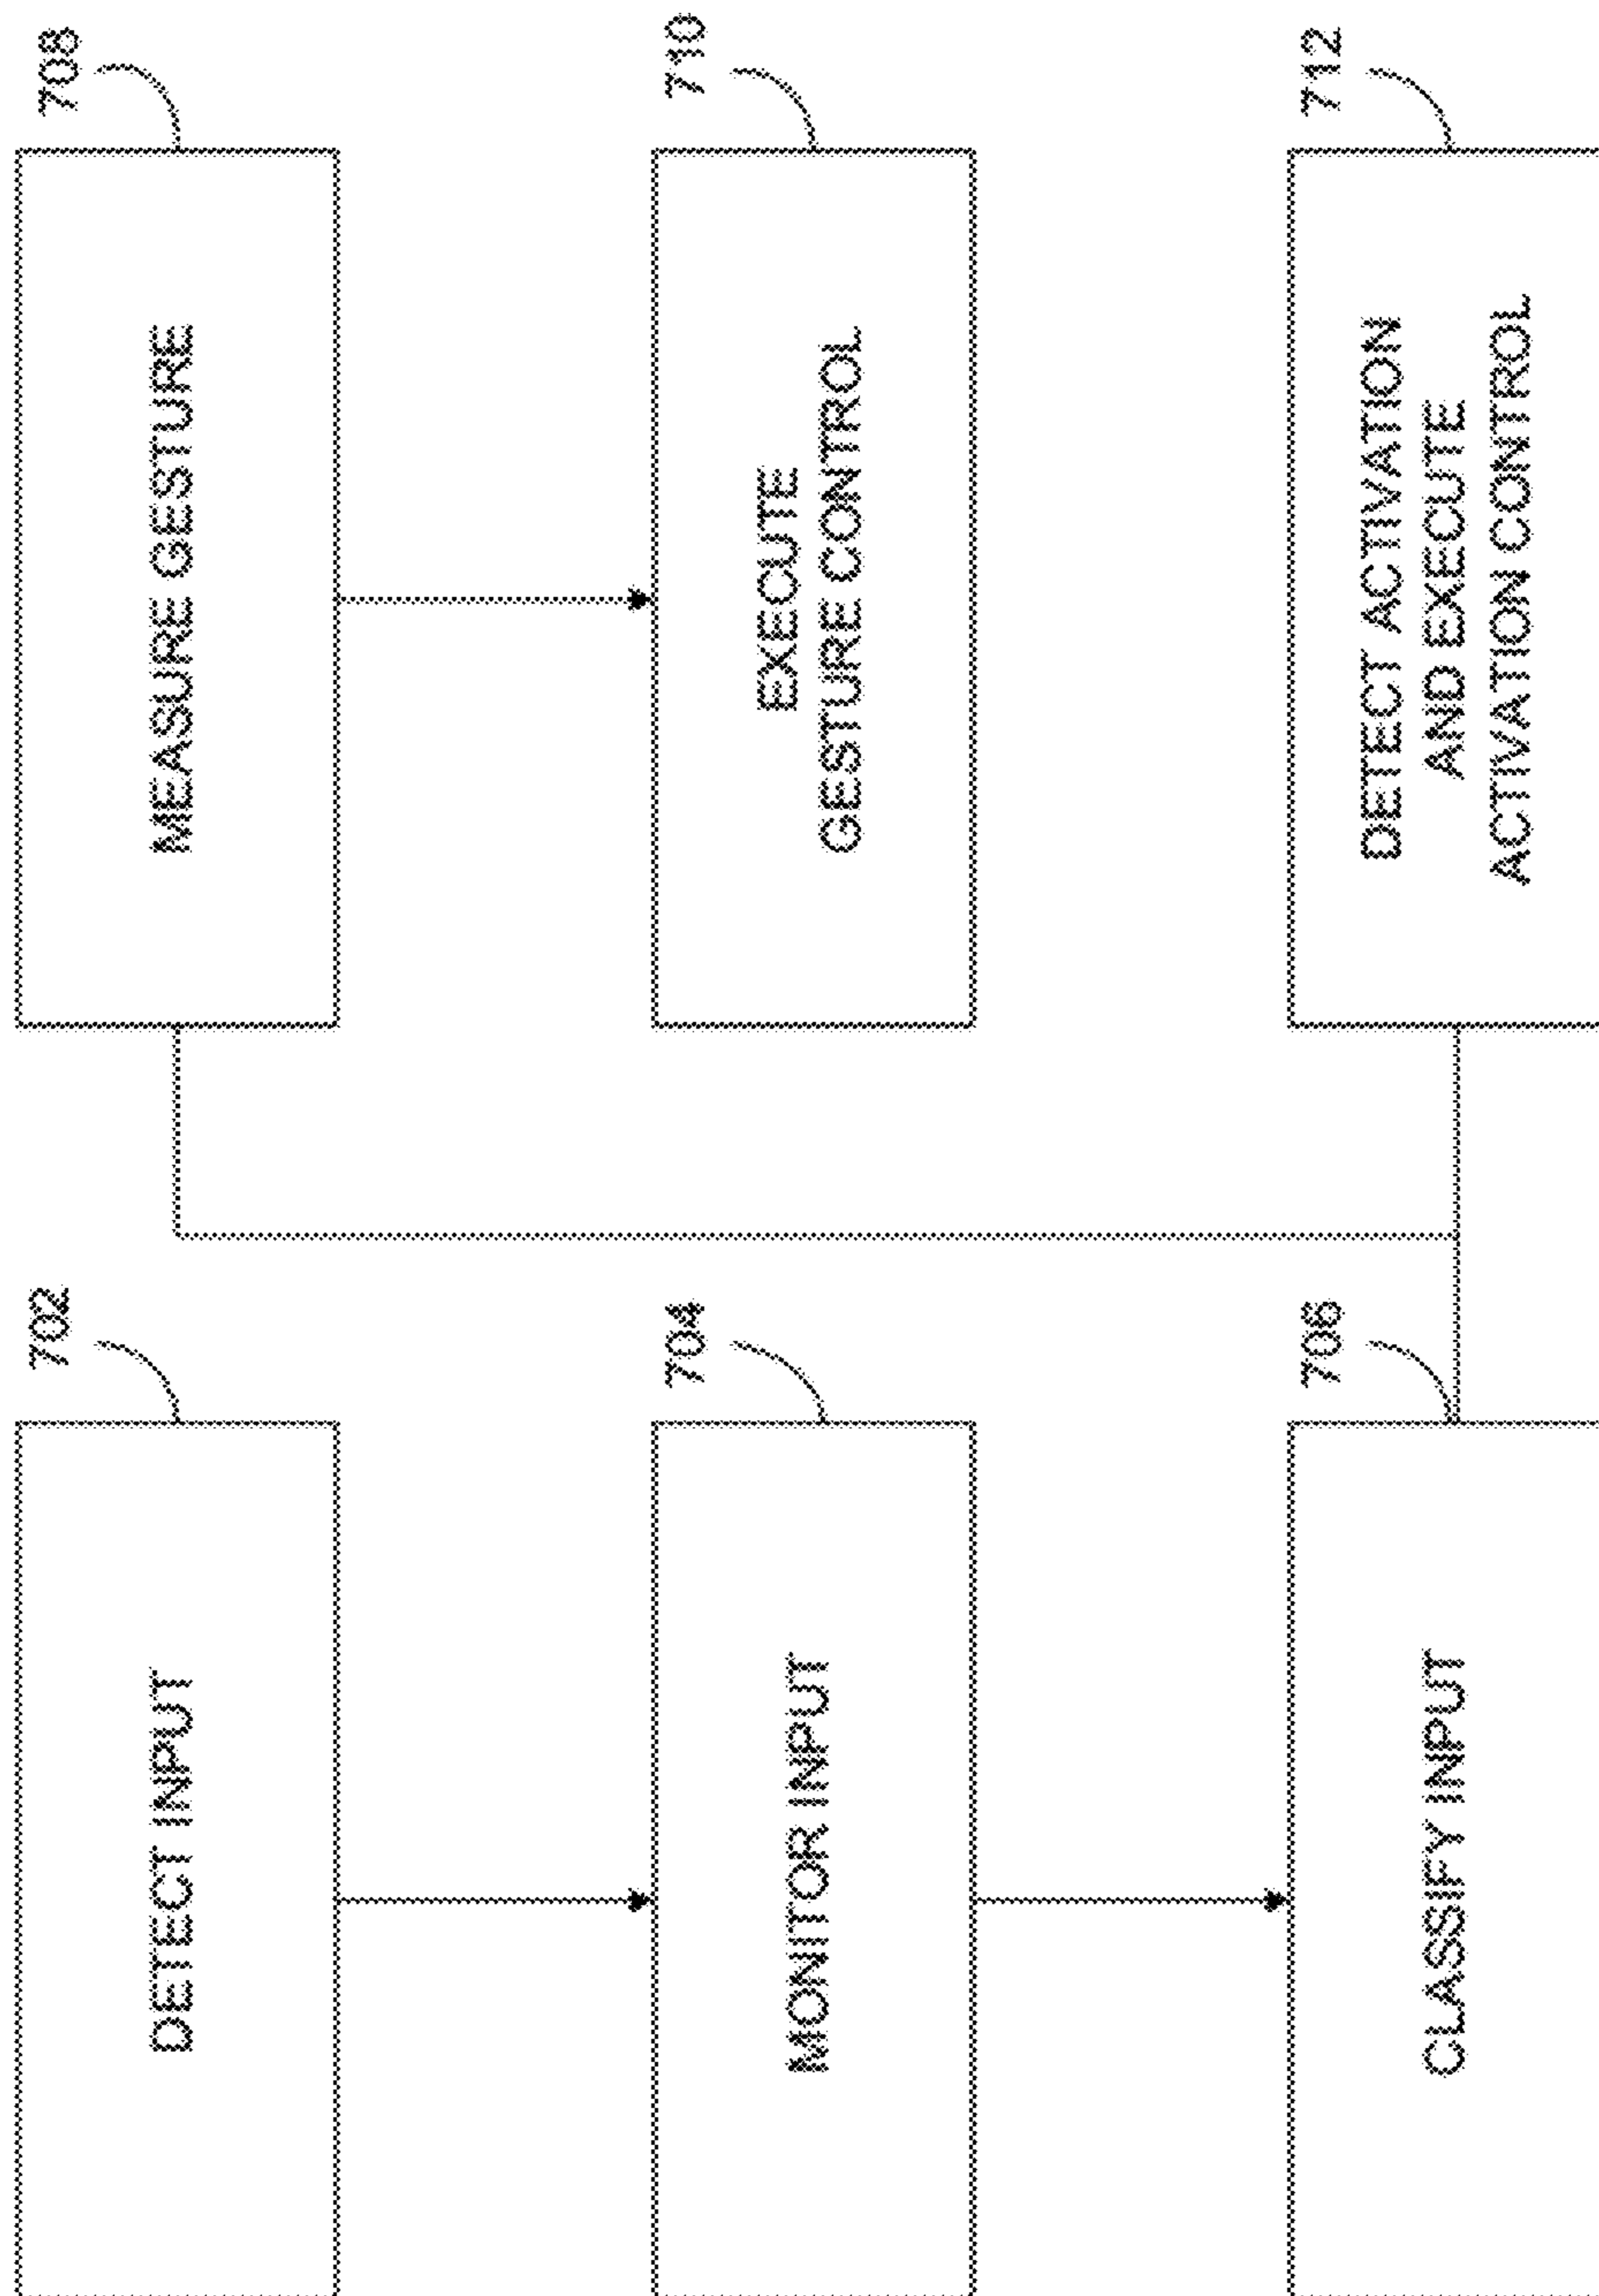 702
DETECT INPUT
704
MONITOR INPUT
706
CLASSIFY INPUT
708
MEASURE GESTURE
710
EXECUTE
GESTURE CONTROL
712
DETECT ACTIVATION
AND EXECUTE
ACTIVATION CONTROL